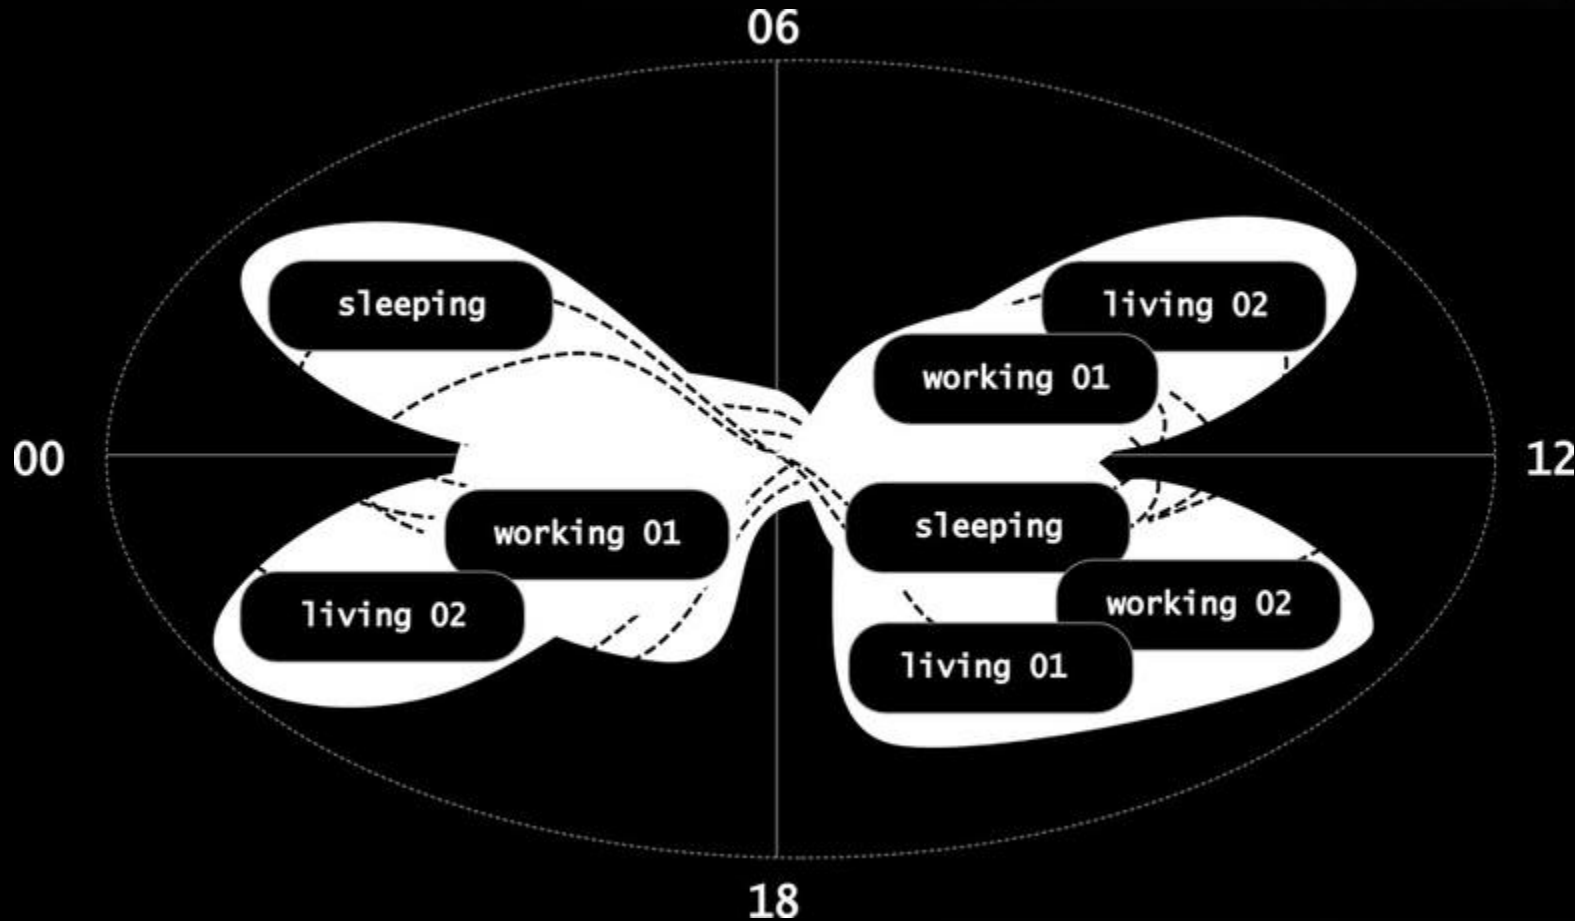 06
sleeping
living 02
working 01
00
12
sleeping
working 01
working 02
living 02
living 01
18